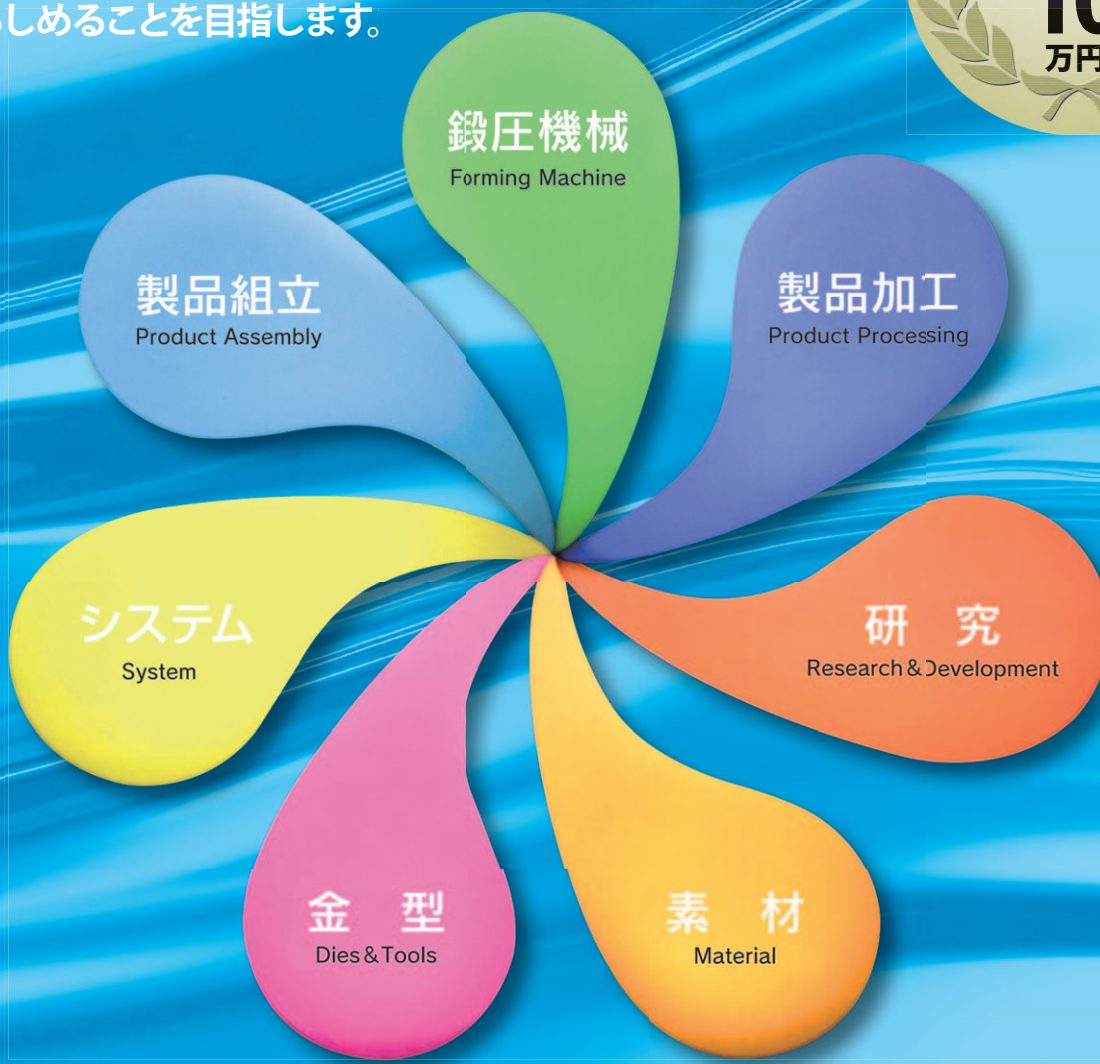 しめることを目指します。
10
万円
鍛圧機械
Forming Machine
製品組立
Product Assembly
製品加工
Product Processing
システム
System
研 究
Research&Development
金 型
Dies&Tools
素 材
Material